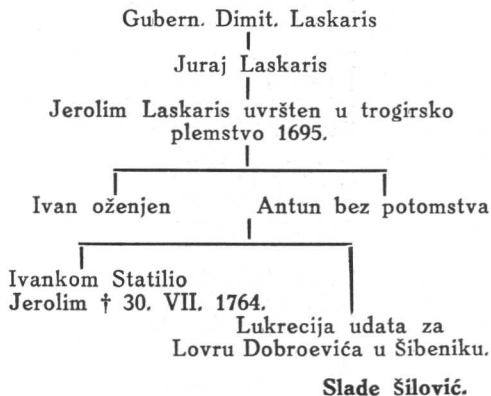 Gubern. Dimit. Laskaris
Juraj Laskaris
Jerolim Laskaris uvršten u trogirsko
plemstvo 1695.
Ivan oženjen Antun bez potomstva
Ivankom Statilio
Jerolim † 30. VII. 1764.
Lukrecija udata za
Lovru Dobroevića u Šibeniku.
Slade Šilović.